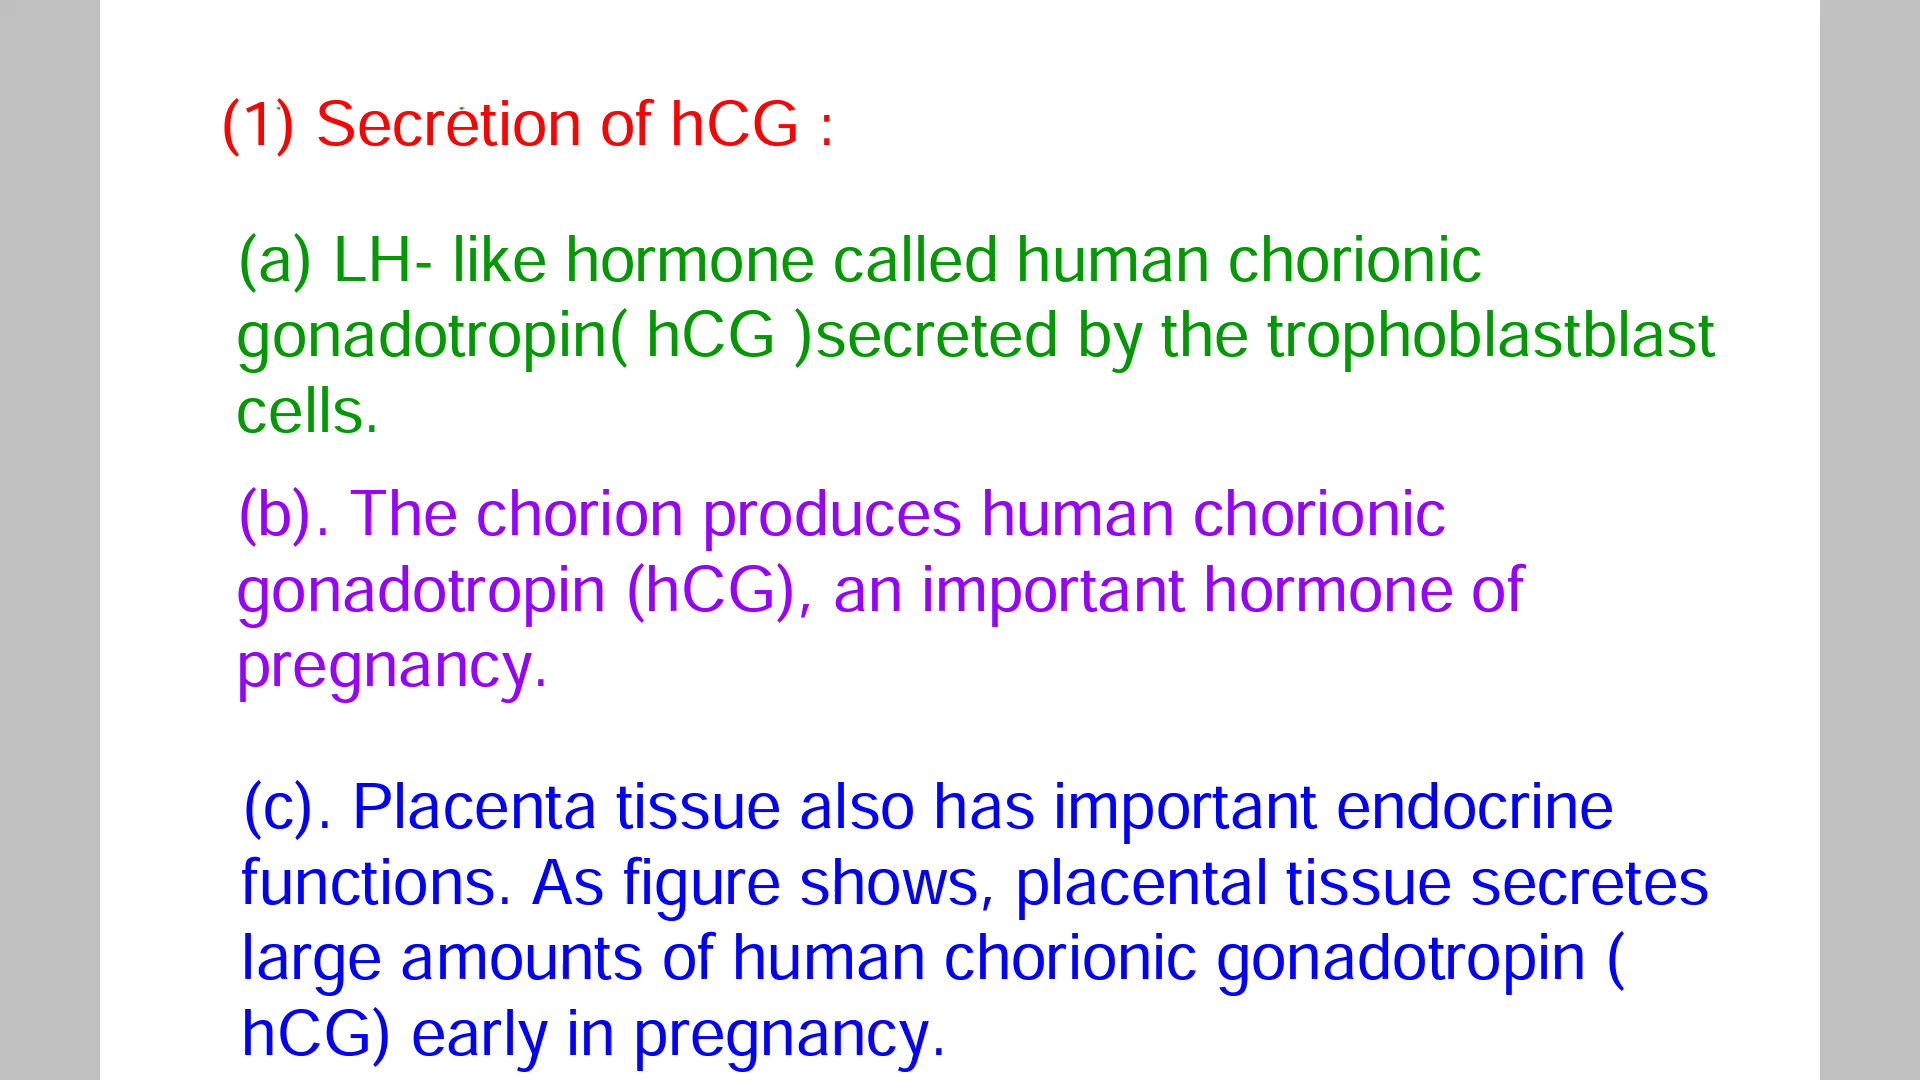 (1) Secretion of hCG :
(a) LH- like hormone called human chorionic
gonadotropin( hCG )secreted by the trophoblastblast
cells.
(b). The chorion produces human chorionic
gonadotropin (hCG), an important hormone of
pregnancy.
(c). Placenta tissue also has important endocrine
functions. As figure shows, placental tissue secretes
large amounts of human chorionic gonadotropin (
hCG) early in pregnancy.